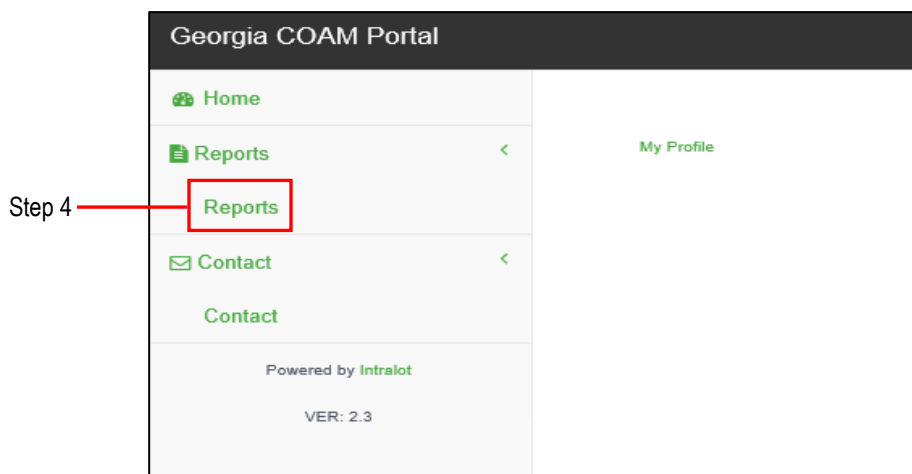 Georgia COAM Portal
Home
Reports
My Profile
Step 4
Reports
Contact
Contact
Powered by Intralot
VER: 2.3